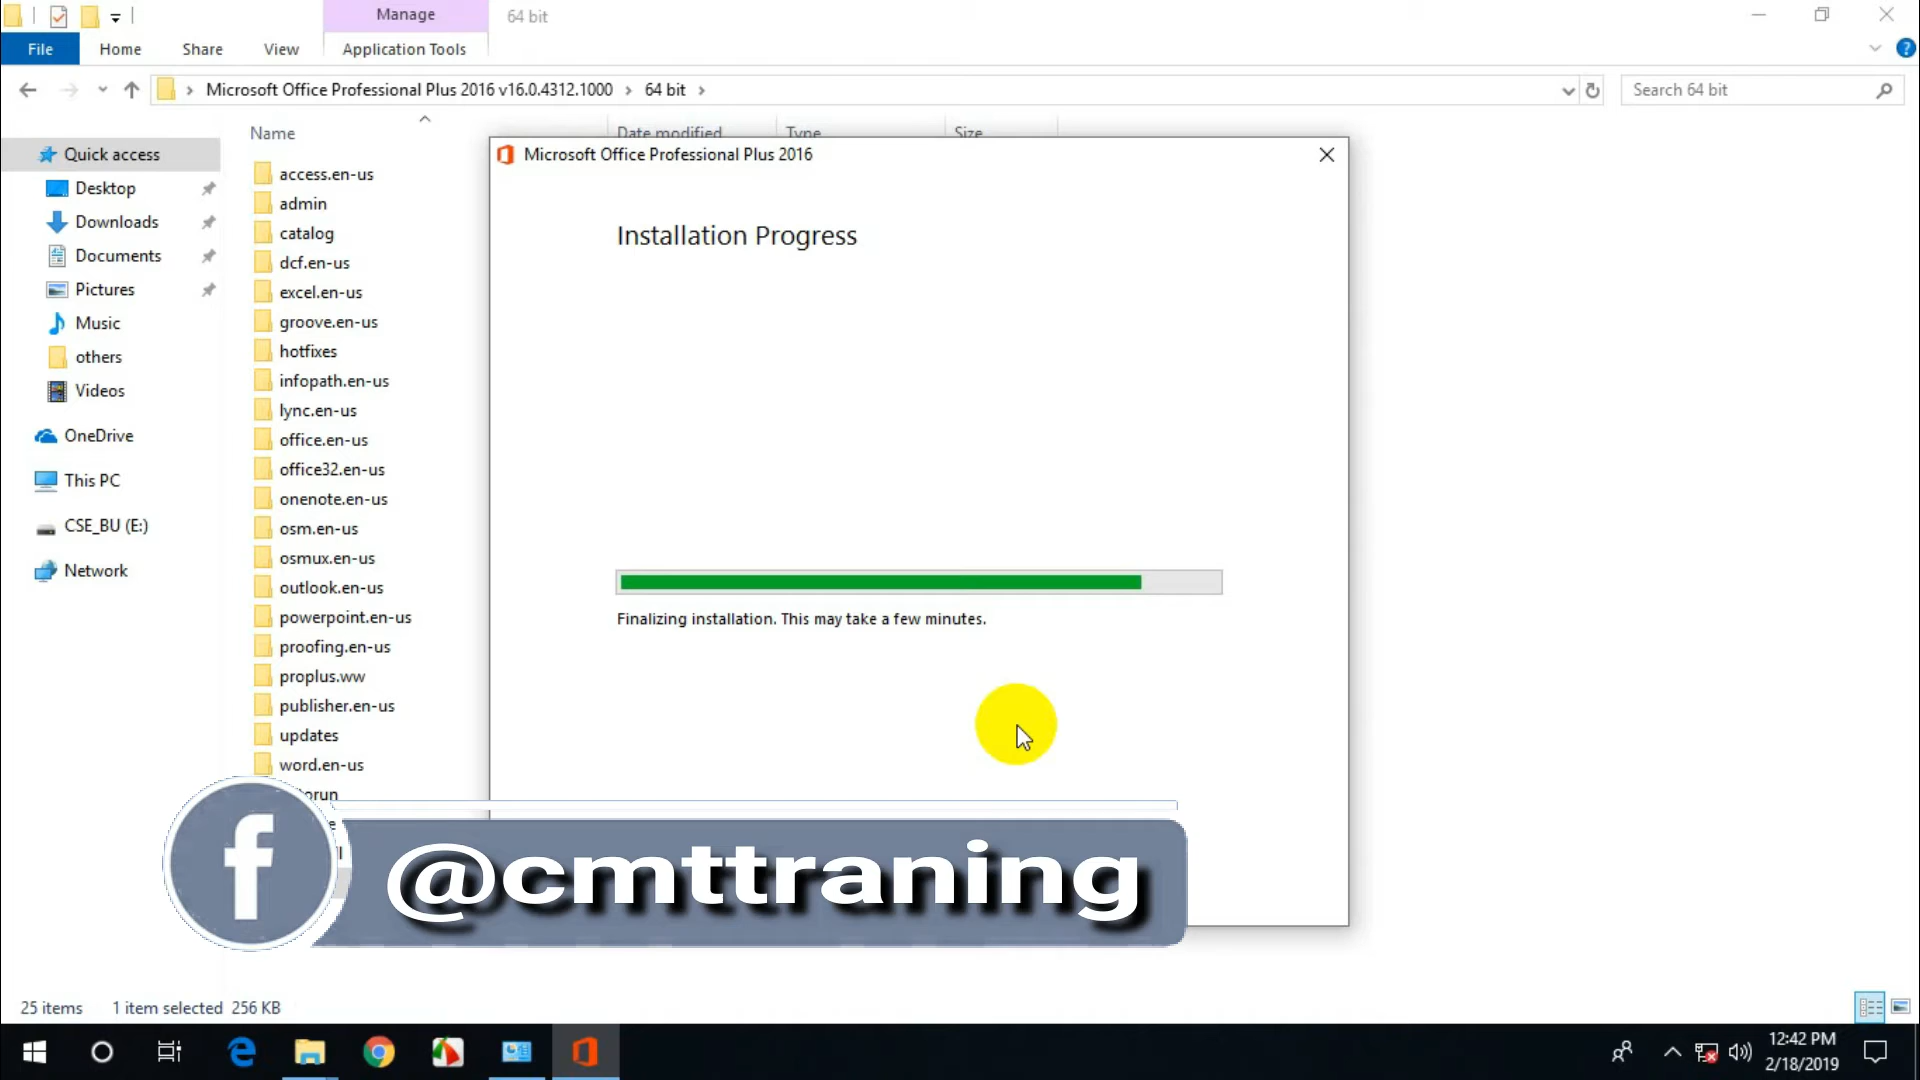 Manage
64 bit
File
Home
Share
View
Application Tools
Microsoft Office Professional Plus 2016 v16.0.4312.1000
64 bit
Search 64 bit
Name
Date modified
Type
Size
Quick access
Desktop
Downloads
Documents
Pictures
Music
others
Videos
OneDrive
This PC
CSE_BU (E:)
Network
access.en-us
admin
catalog
dcf.en-us
excel.en-us
groove.en-us
hotfixes
infopath.en-us
lync.en-us
office.en-us
office32.en-us
onenote.en-us
osm.en-us
osmux.en-us
outlook.en-us
powerpoint.en-us
proofing.en-us
proplus.ww
publisher.en-us
updates
word.en-us
Microsoft Office Professional Plus 2016
Installation Progress
Finalizing installation. This may take a few minutes.
f
@cmttraning
25 items
1 item selected 256 KB
12:42 PM
2/18/2019